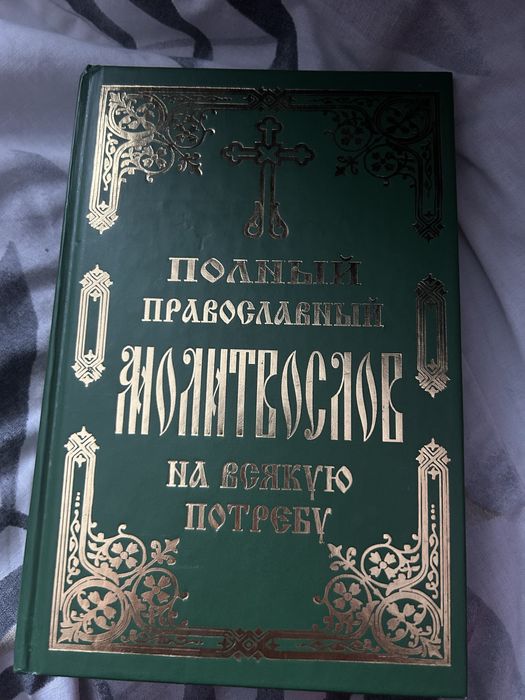 ПОЛНЫЙ
ПРАВОСЛАВНЫЙ
МОЛИТВОСЛОВ
НА ВСЯКУЮ
ПОТРЕБУ